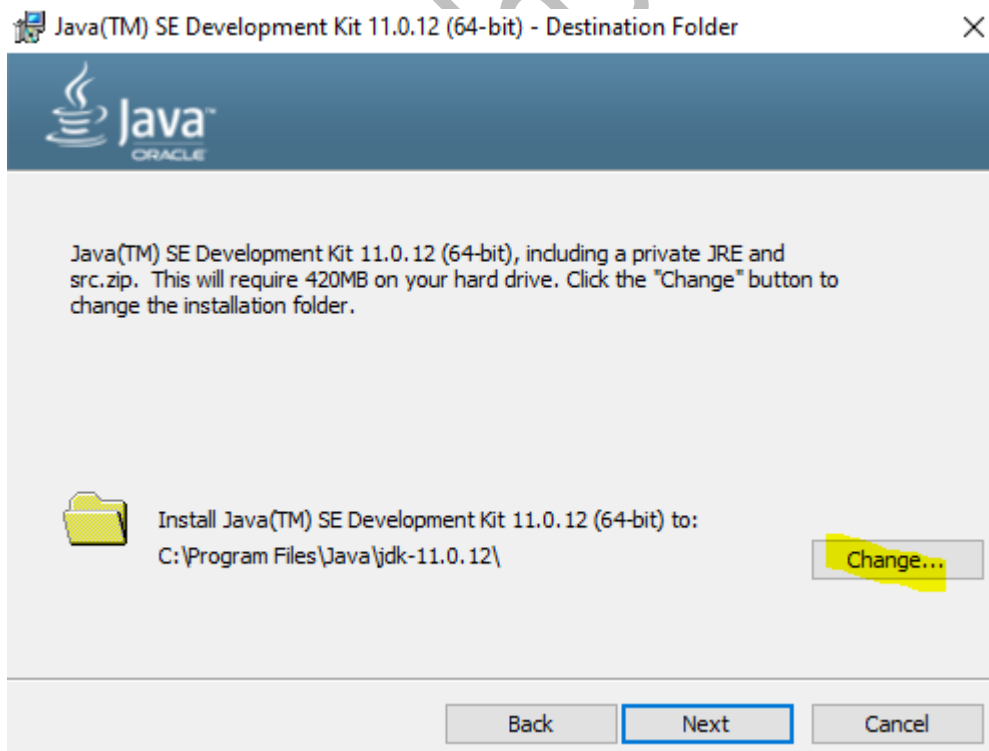 Java(TM) SE Development Kit 11.0.12 (64-bit) - Destination Folder
Java™
ORACLE
Java(TM) SE Development Kit 11.0.12 (64-bit), including a private JRE and
src.zip. This will require 420MB on your hard drive. Click the "Change" button to
change the installation folder.
Install Java(TM) SE Development Kit 11.0.12 (64-bit) to:
C:\Program Files\Java\jdk-11.0.12\
Change...
Back Next Cancel